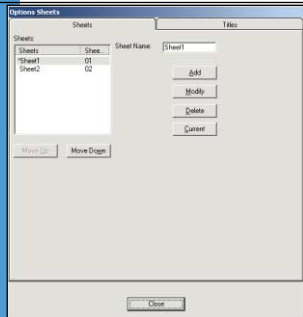 Options Sheets
Sheets
Titles
Sheets:
Sheet Name:
Sheet1
Sheets
Shee...
*Sheet1
01
Sheet2
02
Add
Modify
Delete
Current
Move Up
Move Down
Close